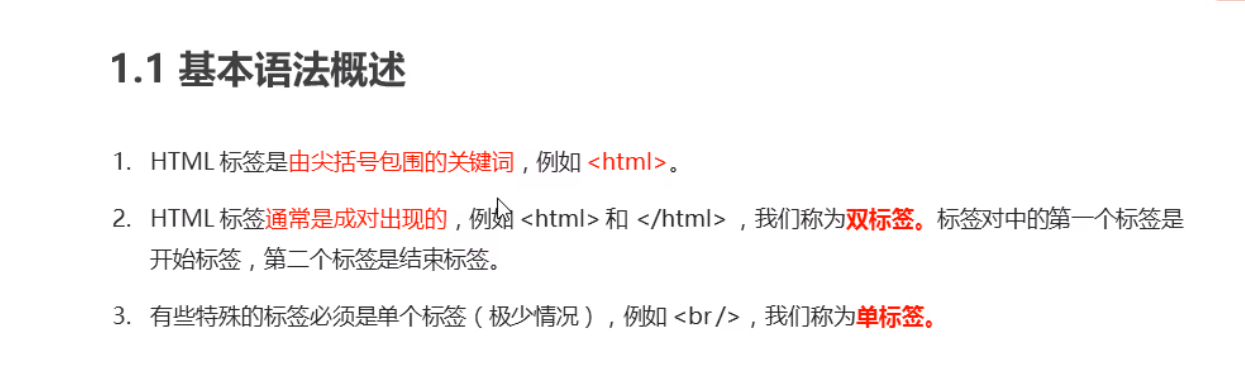 1.1 基本语法概述
1. HTML 标签是由尖括号包围的关键词，例如 <html>。
2. HTML 标签通常是成对出现的，例如 <html> 和 </html> ，我们称为双标签。标签对中的第一个标签是
开始标签，第二个标签是结束标签。
3. 有些特殊的标签必须是单个标签（极少情况），例如 <br/>，我们称为单标签。